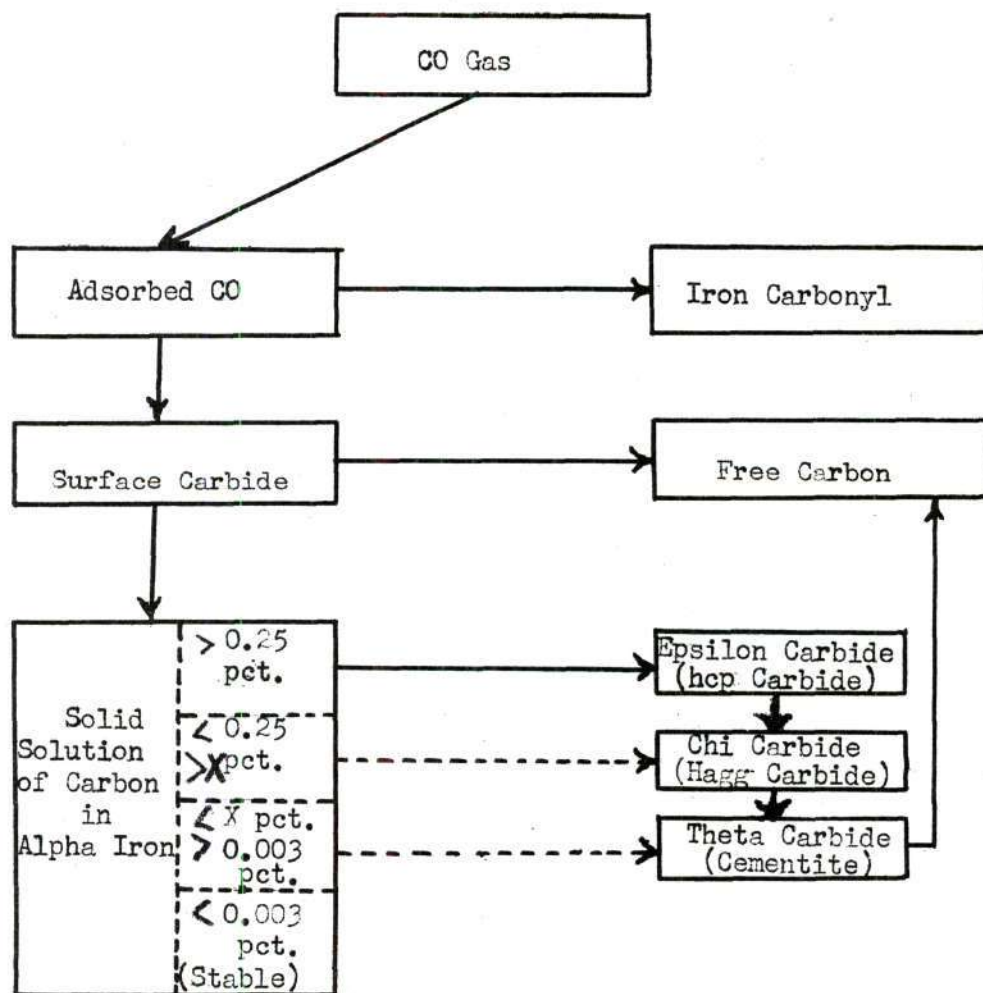 CO Gas
Adsorbed CO
Iron Carbonyl
Surface Carbide
Free Carbon
Solid
Solution
of Carbon
in
Alpha Iron
> 0.25
pct.
< 0.25
>X pct.
< X pct.
> 0.003
pct.
< 0.003
pct.
(Stable)
Epsilon Carbide
(hcp Carbide)
Chi Carbide
(Hagg Carbide)
Theta Carbide
(Cementite)